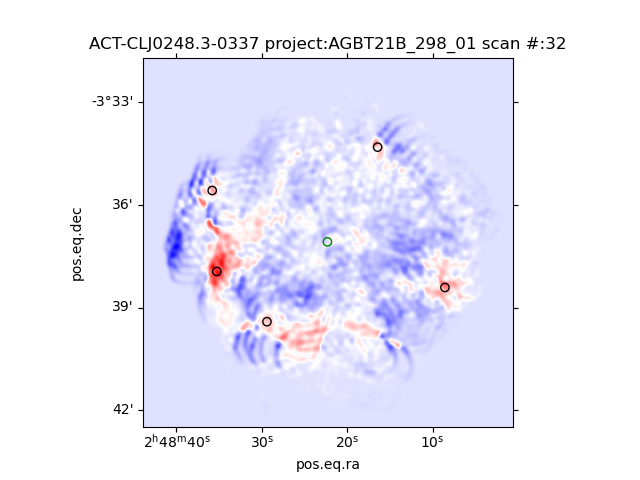 ACT-CLJ0248.3-0337 project:AGBT21B_298_01 scan #:32
-3°33'
36'
39'
42'
pos.eq.dec
2ʰ48ᵐ40ˢ 30ˢ 20ˢ 10ˢ
pos.eq.ra